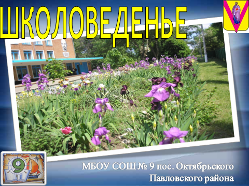 ШКОЛОВЕДЕНЬЕ
МБОУ СОШ № 9 пос. Октябрьского
Павловского района